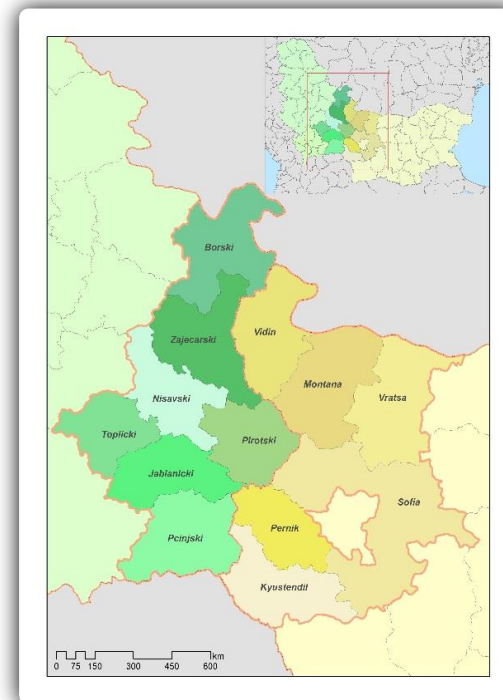 Borski
Zajecarski
Vidin
Montana
Nisavski
Vratsa
Toplicki
Pirotski
Jablanicki
Sofia
Pernik
Pcinjski
Kyustendil
km
0 75 150 300 450 600